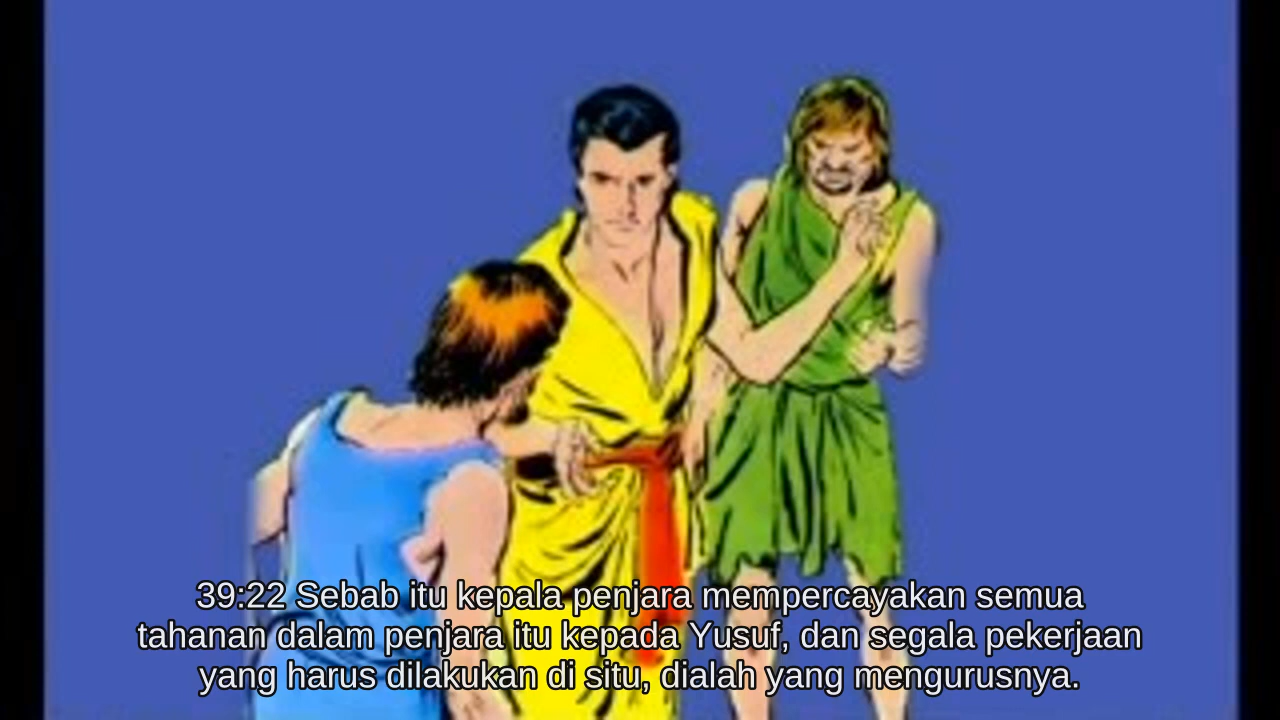 39:22 Sebab itu kepala penjara mempercayakan semua
tahanan dalam penjara itu kepada Yusuf, dan segala pekerjaan
yang harus dilakukan di situ, dialah yang mengurusnya.